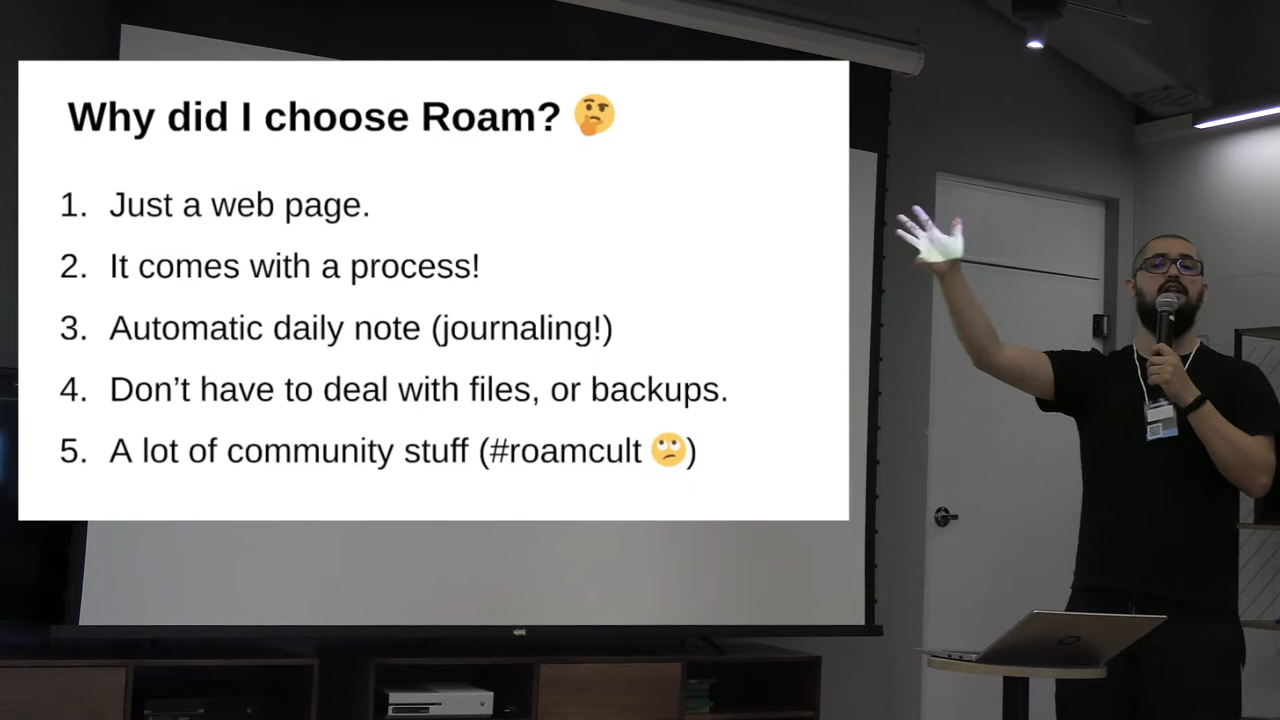 Why did I choose Roam? 🤔
1. Just a web page.
2. It comes with a process!
3. Automatic daily note (journaling!)
4. Don’t have to deal with files, or backups.
5. A lot of community stuff (#roamcult 🙄)